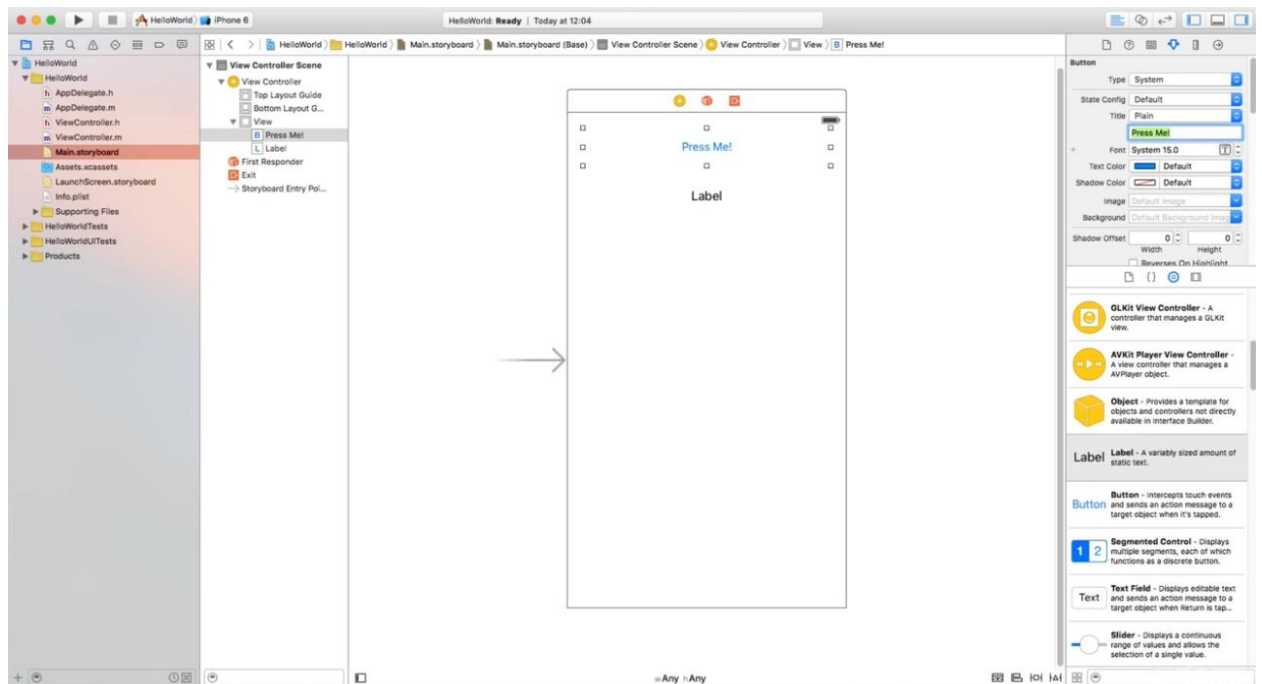 HelloWorld
iPhone 6
HelloWorld: Ready | Today at 12:04
HelloWorld
HelloWorld
Main.storyboard
Main.storyboard (Base)
View Controller Scene
View Controller
View
B Press Me!
HelloWorld
HelloWorld
h AppDelegate.h
m AppDelegate.m
h ViewController.h
m ViewController.m
Main.storyboard
Assets.xcassets
LaunchScreen.storyboard
Info.plist
Supporting Files
HelloWorldTests
HelloWorldUITests
Products
View Controller Scene
View Controller
Top Layout Guide
Bottom Layout G...
View
B Press Me!
L Label
First Responder
Exit
Storyboard Entry Poi...
Press Me!
Label
wAny hAny
Button
Type System
State Config Default
Title Plain
Press Me!
Font System 15.0
Text Color Default
Shadow Color Default
Image Default Image
Background Default Background Imag
Shadow Offset 0 0
Width Height
Reverses On Highlight
GLKit View Controller - A
controller that manages a GLKit
view.
AVKit Player View Controller -
A view controller that manages a
AVPlayer object.
Object - Provides a template for
objects and controllers not directly
available in Interface Builder.
Label
Label - A variably sized amount of
static text.
Button
Button - Intercepts touch events
and sends an action message to a
target object when it's tapped.
1 2
Segmented Control - Displays
multiple segments, each of which
functions as a discrete button.
Text
Text Field - Displays editable text
and sends an action message to a
target object when Return is tap...
Slider - Displays a continuous
range of values and allows the
selection of a single value.